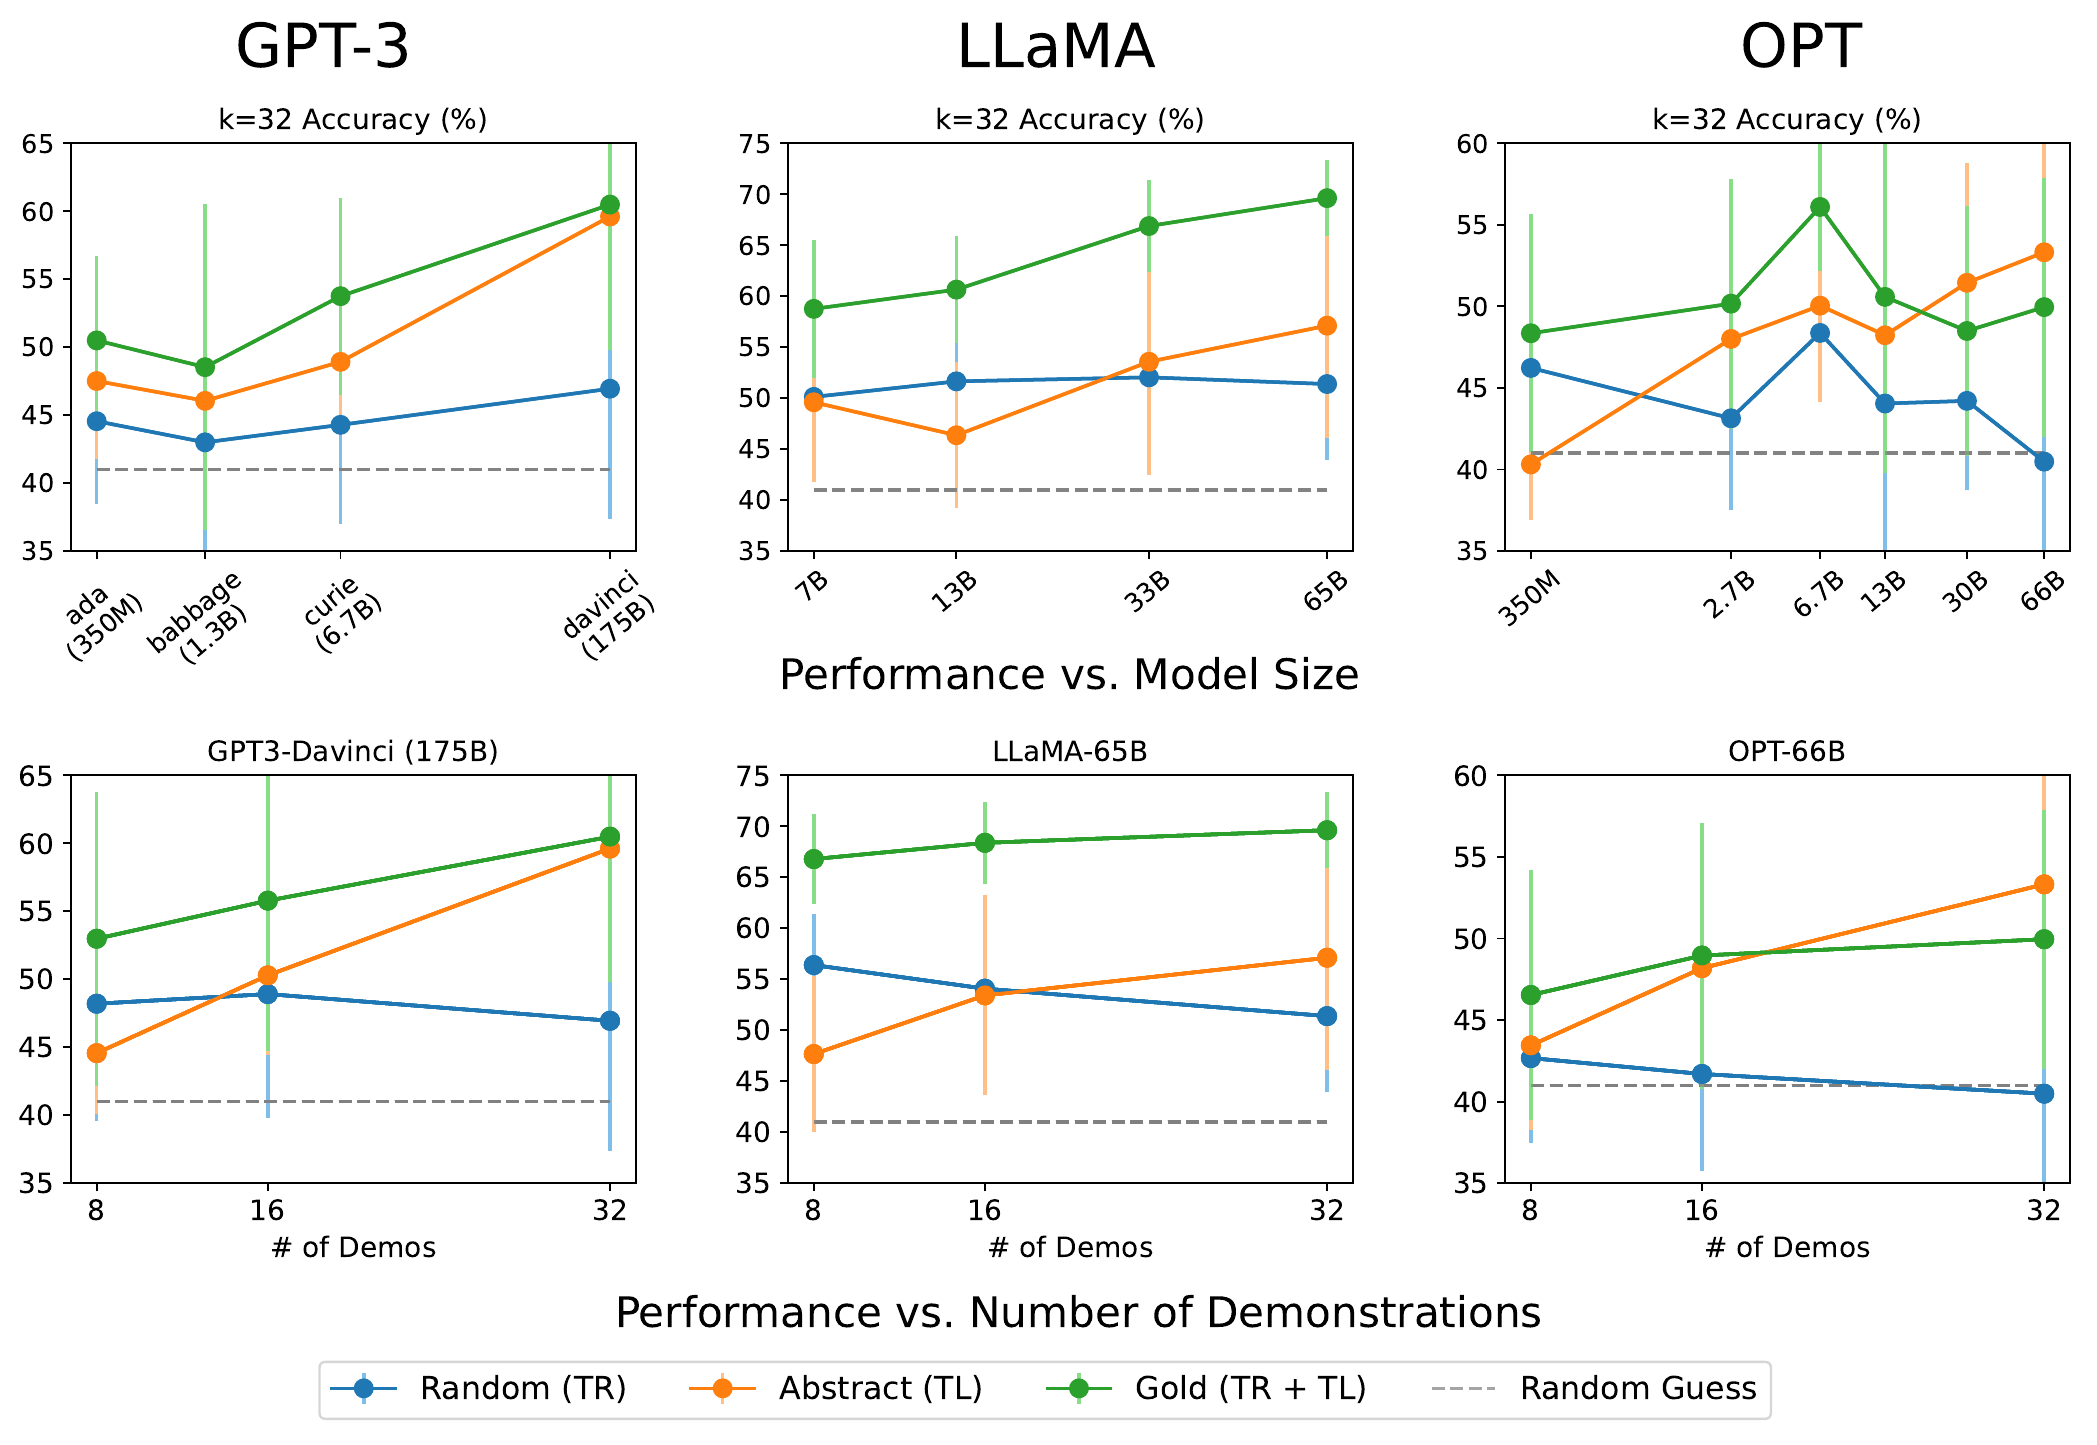 GPT-3
LLaMA
OPT
k=32 Accuracy (%)
65
60
55
50
45
40
35
ada
(350M)
babbage
(1.3B)
curie
(6.7B)
davinci
(175B)
k=32 Accuracy (%)
75
70
65
60
55
50
45
40
35
7B
13B
33B
65B
k=32 Accuracy (%)
60
55
50
45
40
35
350M
2.7B
6.7B
13B
30B
66B
Performance vs. Model Size
GPT3-Davinci (175B)
65
60
55
50
45
40
35
8
16
32
# of Demos
LLaMA-65B
75
70
65
60
55
50
45
40
35
8
16
32
# of Demos
OPT-66B
60
55
50
45
40
35
8
16
32
# of Demos
Performance vs. Number of Demonstrations
Random (TR)
Abstract (TL)
Gold (TR + TL)
Random Guess